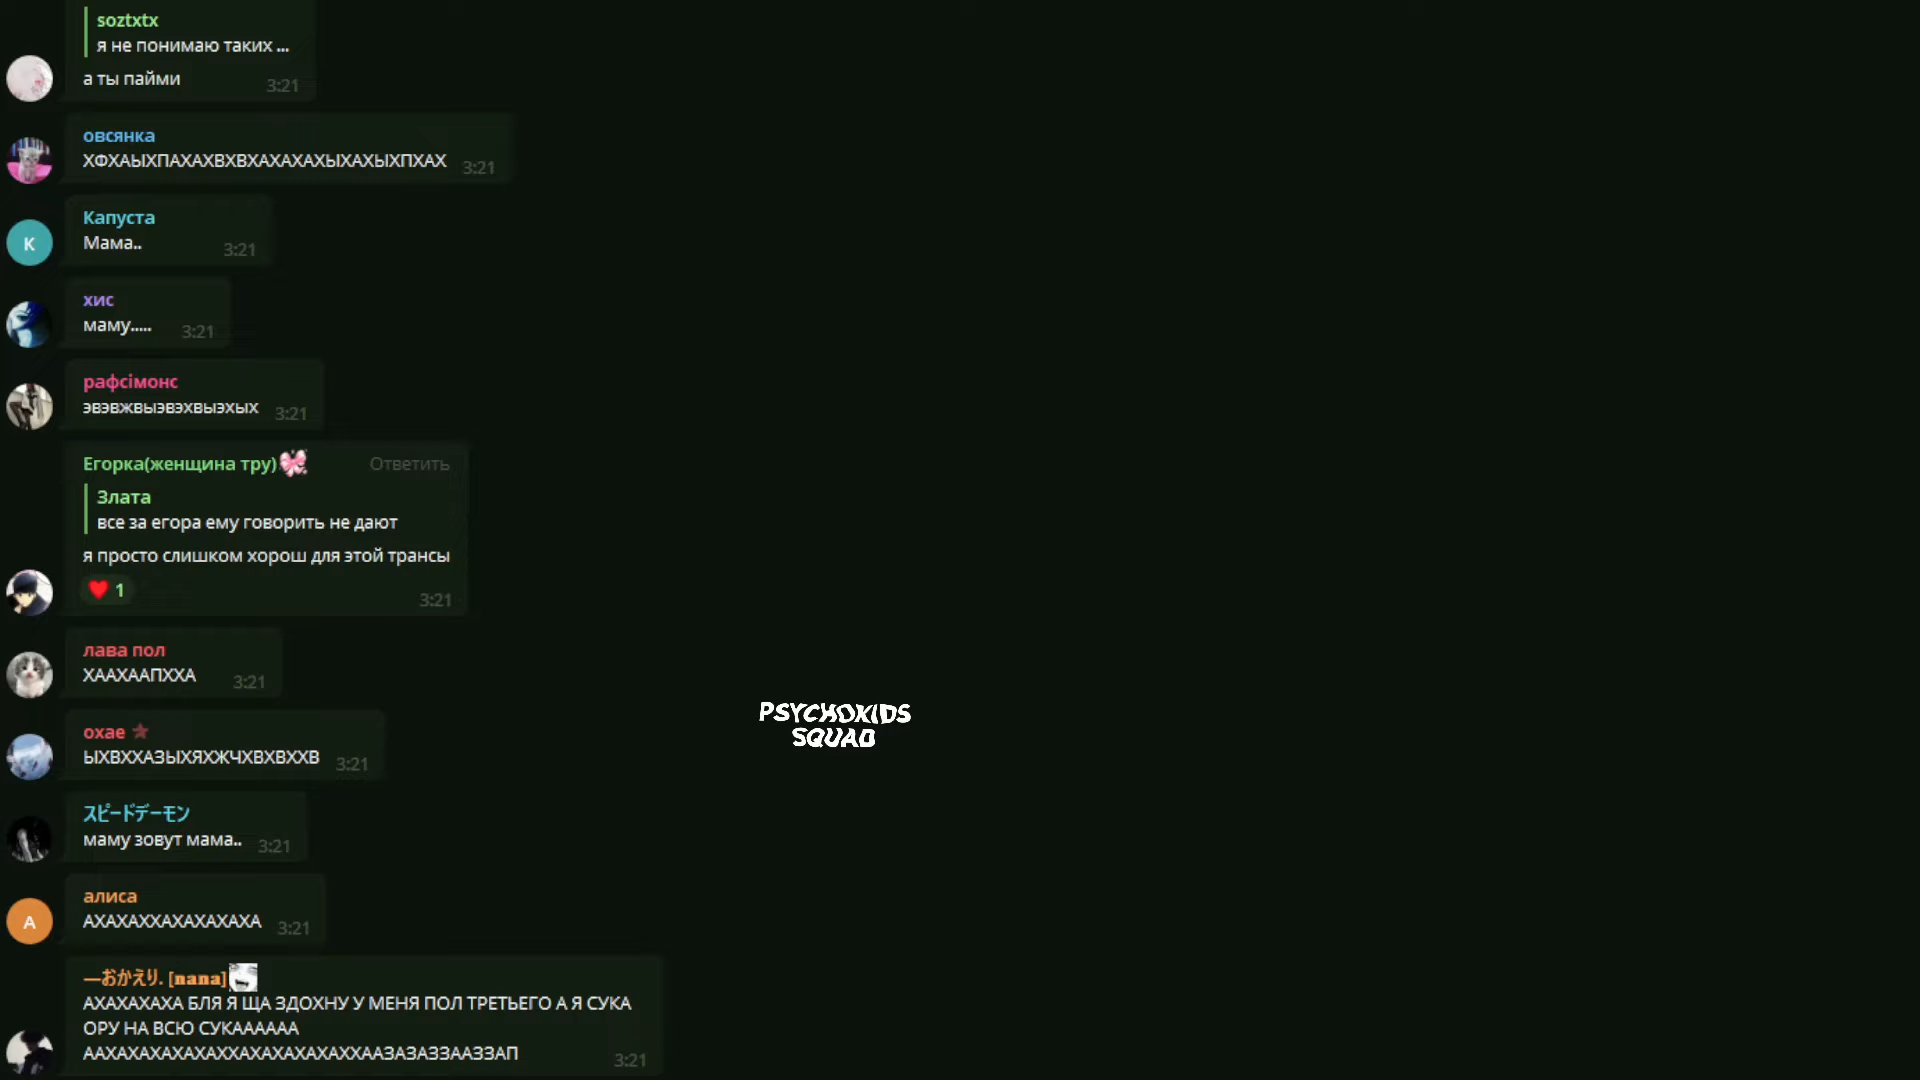 soztxtx
я не понимаю таких ...
а ты пайми
3:21
овсянка
ХФХАЫХПАХАХВХВХАХАХАХЫХАХЫХПХАХ
3:21
К
Капуста
Мама..
3:21
хис
маму.....
3:21
рафсімонс
эвэвжвыэвэхвыэхых
3:21
Егорка(женщина тру)
Ответить
Злата
все за егора ему говорить не дают
я просто слишком хорош для этой трансы
1
3:21
лава пол
ХААХААПХХА
3:21
охае
ЫХВХХАЗЫХЯХЖЧХВХВХХВ
3:21
スピードデーモン
маму зовут мама..
3:21
А
алиса
АХАХАХХАХАХАХАХА
3:21
—おかえり. [nana]
АХАХАХАХА БЛЯ Я ЩА ЗДОХНУ У МЕНЯ ПОЛ ТРЕТЬЕГО А Я СУКА
ОРУ НА ВСЮ СУКАААААА
ААХАХАХАХАХАХХАХАХАХАХАХХААЗАЗАЗЗААЗЗАП
3:21
PSYCHOKIDS
SQUAD